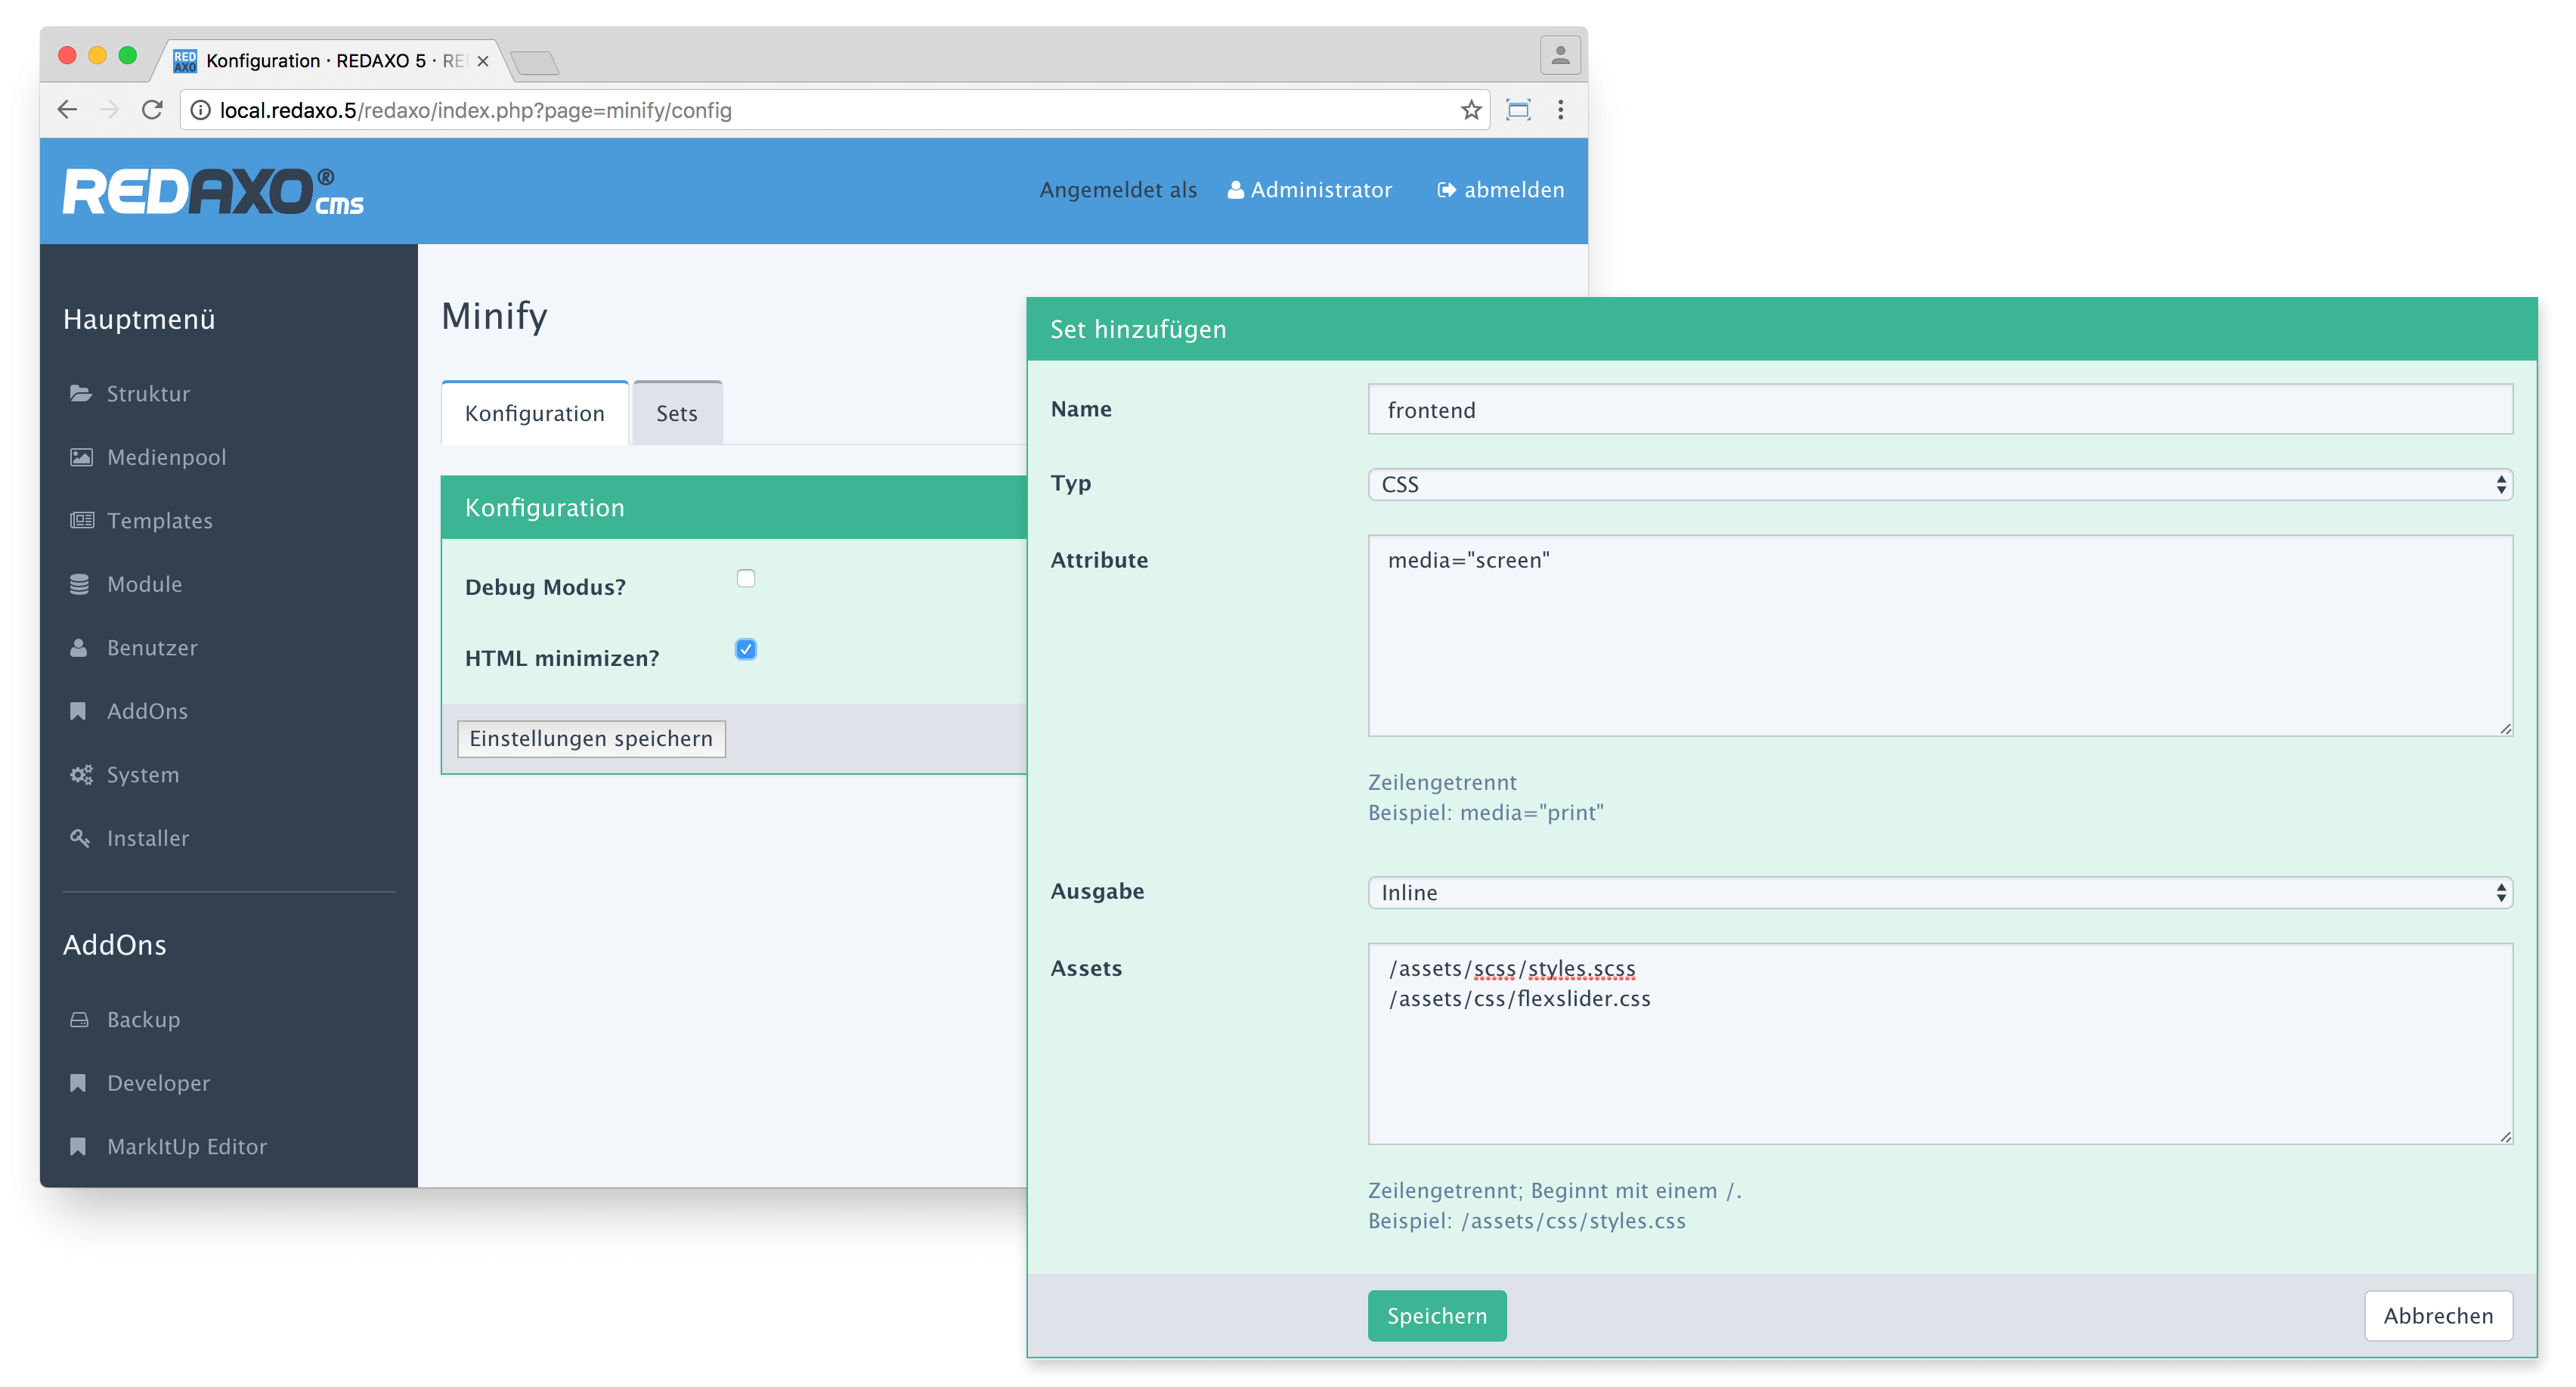 RED
AXO
Konfiguration · REDAXO 5 · RE
local.redaxo.5/redaxo/index.php?page=minify/config
REDAXO® cms
Angemeldet als Administrator abmelden
Hauptmenü
Struktur
Medienpool
Templates
Module
Benutzer
AddOns
System
Installer
AddOns
Backup
Developer
MarkItUp Editor
Minify
Konfiguration Sets
Konfiguration
Debug Modus?
HTML minimizen?
Einstellungen speichern
Set hinzufügen
Name
frontend
Typ
CSS
Attribute
media="screen"
Zeilengetrennt
Beispiel: media="print"
Ausgabe
Inline
Assets
/assets/scss/styles.scss
/assets/css/flexslider.css
Zeilengetrennt; Beginnt mit einem /.
Beispiel: /assets/css/styles.css
Speichern
Abbrechen